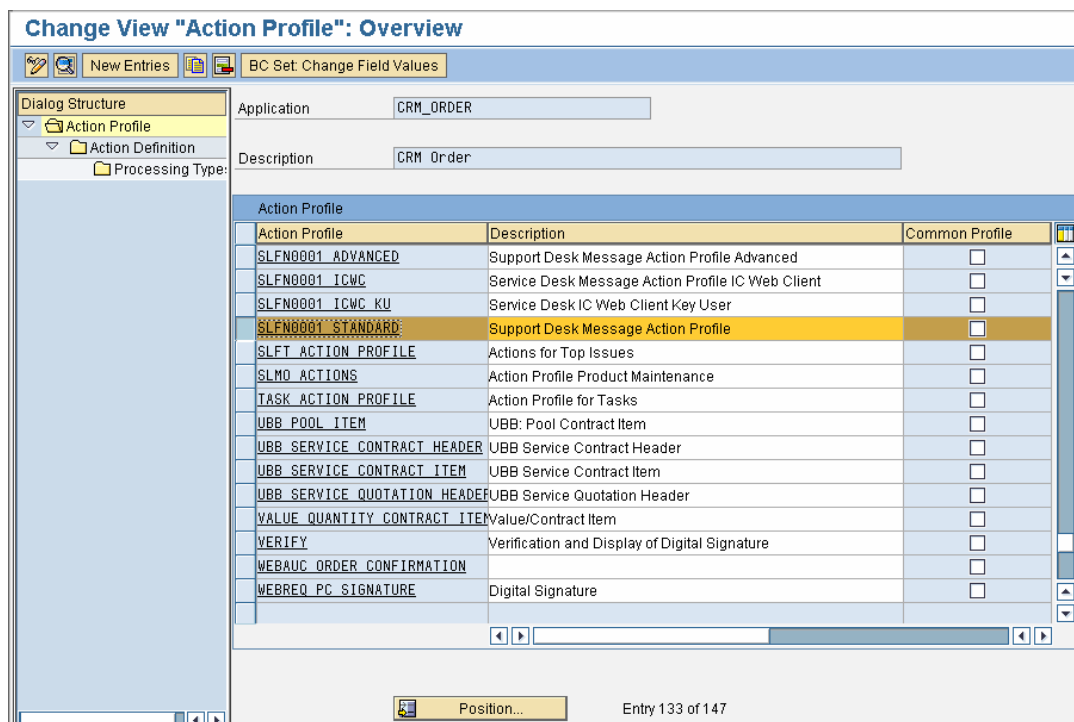 Change View "Action Profile": Overview
New Entries BC Set: Change Field Values
Dialog Structure
Action Profile
Action Definition
Processing Type
Application CRM_ORDER
Description CRM Order
Action Profile
Action Profile Description Common Profile
SLFN0001_ADVANCED Support Desk Message Action Profile Advanced
SLFN0001_ICWC Service Desk Message Action Profile IC Web Client
SLFN0001_ICWC_KU Service Desk IC Web Client Key User
SLFN0001_STANDARD Support Desk Message Action Profile
SLFT_ACTION_PROFILE Actions for Top Issues
SLMO_ACTIONS Action Profile Product Maintenance
TASK_ACTION_PROFILE Action Profile for Tasks
UBB_POOL_ITEM UBB: Pool Contract Item
UBB_SERVICE_CONTRACT_HEADER UBB Service Contract Header
UBB_SERVICE_CONTRACT_ITEM UBB Service Contract Item
UBB_SERVICE_QUOTATION_HEADER UBB Service Quotation Header
VALUE_QUANTITY_CONTRACT_ITEM Value/Contract Item
VERIFY Verification and Display of Digital Signature
WEBAUC_ORDER_CONFIRMATION
WEBREQ_PC_SIGNATURE Digital Signature
Position... Entry 133 of 147